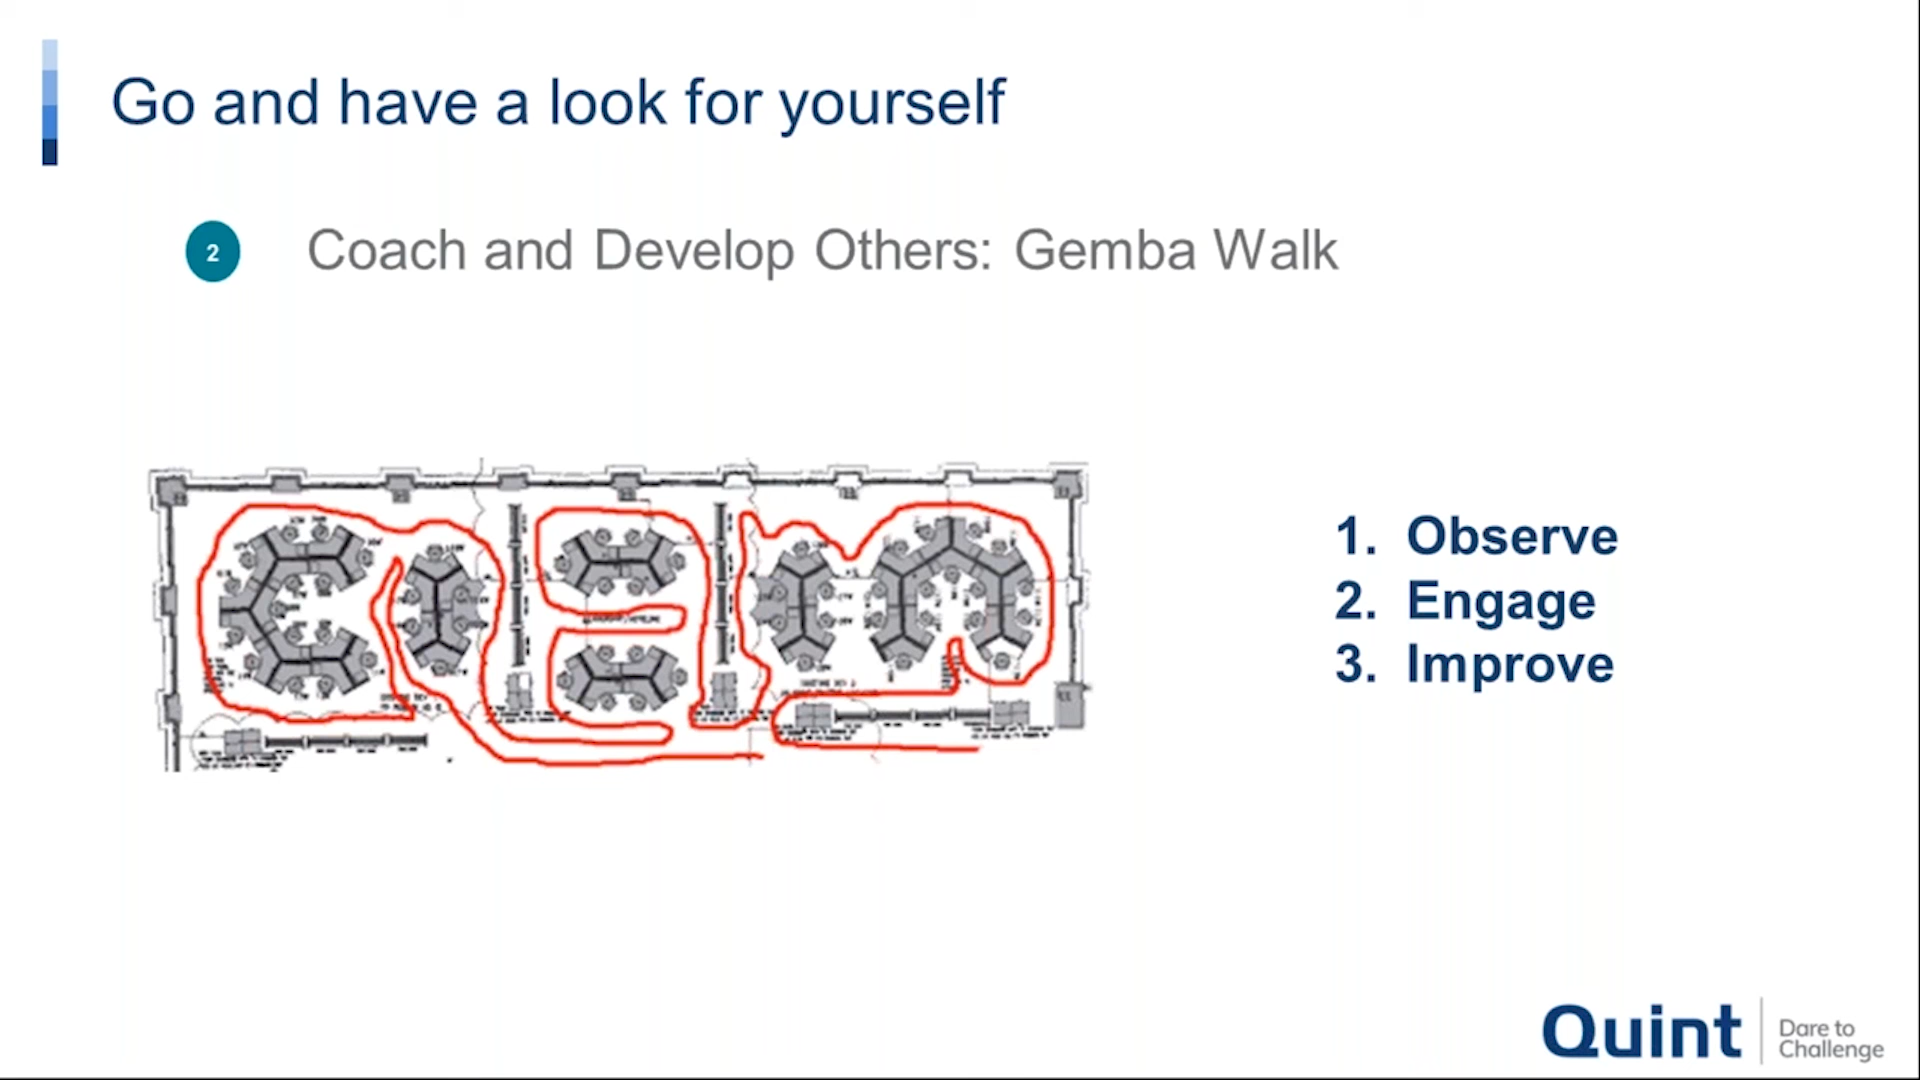 Go and have a look for yourself
2 Coach and Develop Others: Gemba Walk
1. Observe
2. Engage
3. Improve
Quint
Dare to
Challenge